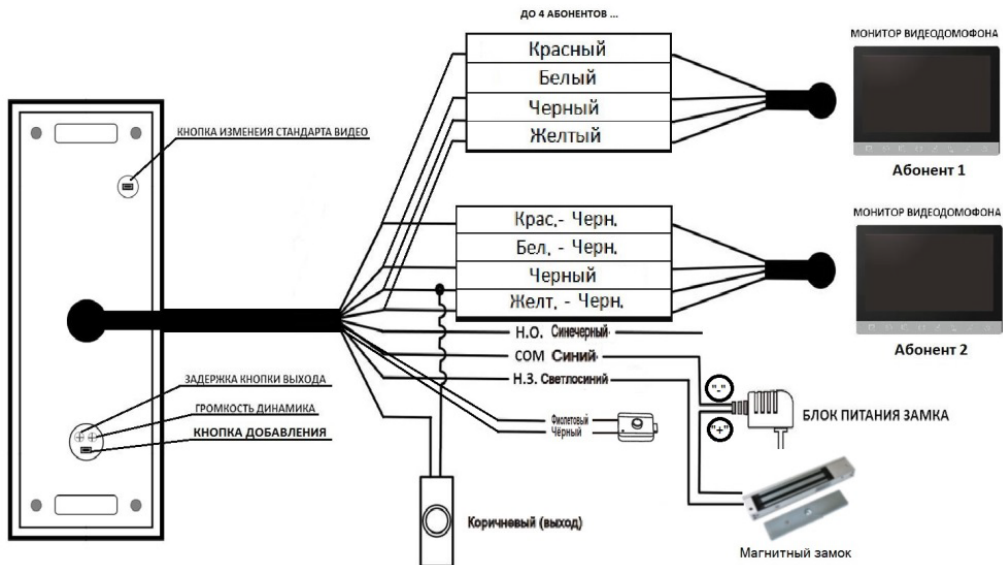 ДО 4 АБОНЕНТОВ ...
МОНИТОР ВИДЕОДОМОФОНА
Красный
Белый
Черный
Желтый
Абонент 1
КНОПКА ИЗМЕНЕИЯ СТАНДАРТА ВИДЕО
МОНИТОР ВИДЕОДОМОФОНА
Крас.- Черн.
Бел. - Черн.
Черный
Желт. - Черн.
Абонент 2
Н.О. Синечерный
COM Синий
Н.З. Светлосиний
"-"
"+"
БЛОК ПИТАНИЯ ЗАМКА
ЗАДЕРЖКА КНОПКИ ВЫХОДА
ГРОМКОСТЬ ДИНАМИКА
КНОПКА ДОБАВЛЕНИЯ
Фиолетовый
Чёрный
Коричневый (выход)
Магнитный замок